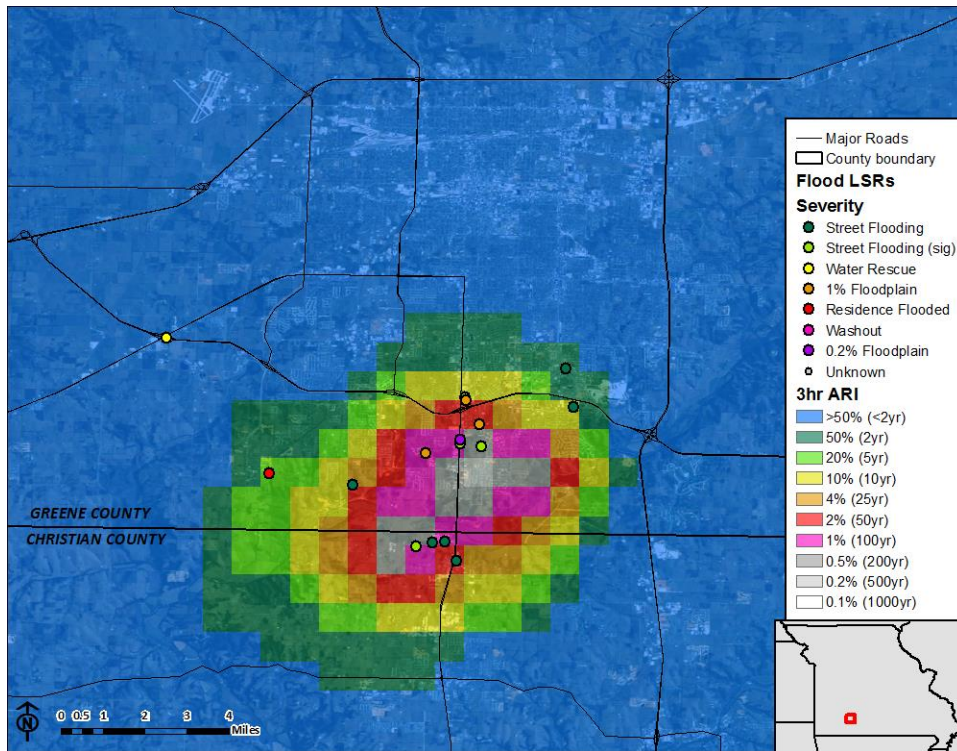 Major Roads
County boundary
Flood LSRs
Severity
Street Flooding
Street Flooding (sig)
Water Rescue
1% Floodplain
Residence Flooded
Washout
0.2% Floodplain
Unknown
3hr ARI
>50% (<2yr)
50% (2yr)
20% (5yr)
10% (10yr)
4% (25yr)
2% (50yr)
1% (100yr)
0.5% (200yr)
0.2% (500yr)
0.1% (1000yr)
GREENE COUNTY
CHRISTIAN COUNTY
N
0 0.5 1 2 3 4
Miles